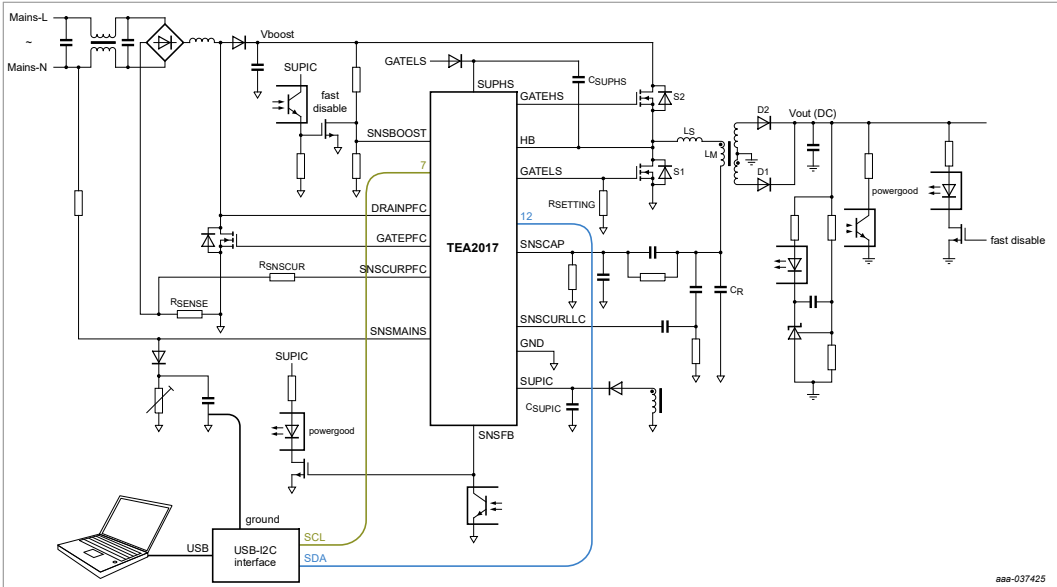 Mains-L
~
Mains-N
Vboost
SUPIC
fast
disable
GATELS
SUPHS
CSUPHS
GATEHS
S2
SNSBOOST
HB
LS
LM
D2
Vout (DC)
7
GATELS
S1
D1
powergood
DRAINPFC
RSETTING
12
GATEPFC
TEA2017
SNSCAP
fast disable
RSNSCUR
SNSCURPFC
RSENSE
CR
SNSMAINS
SNSCURLLC
GND
SUPIC
SUPIC
CSUPIC
powergood
SNSFB
ground
USB
USB-I2C
interface
SCL
SDA
aaa-037425